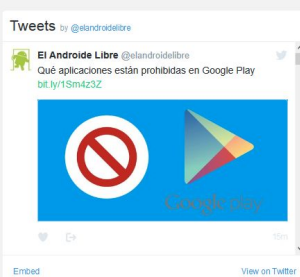 Tweets by @elandroidelibre
El Androide Libre @elandroidelibre
Qué aplicaciones están prohibidas en Google Play
bit.ly/1Sm4z3Z
Google play
Embed
View on Twitter